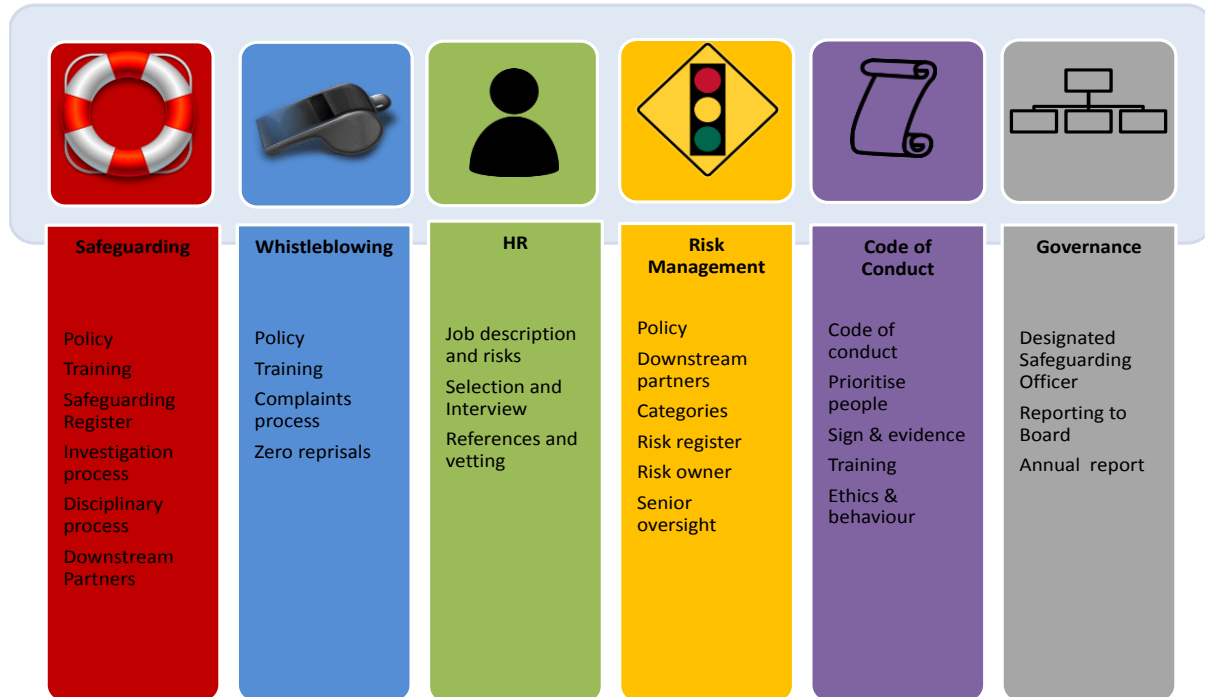 Safeguarding
Policy
Training
Safeguarding
Register
Investigation
process
Disciplinary
process
Downstream
Partners
Whistleblowing
Policy
Training
Complaints
process
Zero reprisals
HR
Job description
and risks
Selection and
Interview
References and
vetting
Risk
Management
Policy
Downstream
partners
Categories
Risk register
Risk owner
Senior
oversight
Code of
Conduct
Code of
conduct
Prioritise
people
Sign & evidence
Training
Ethics &
behaviour
Governance
Designated
Safeguarding
Officer
Reporting to
Board
Annual report